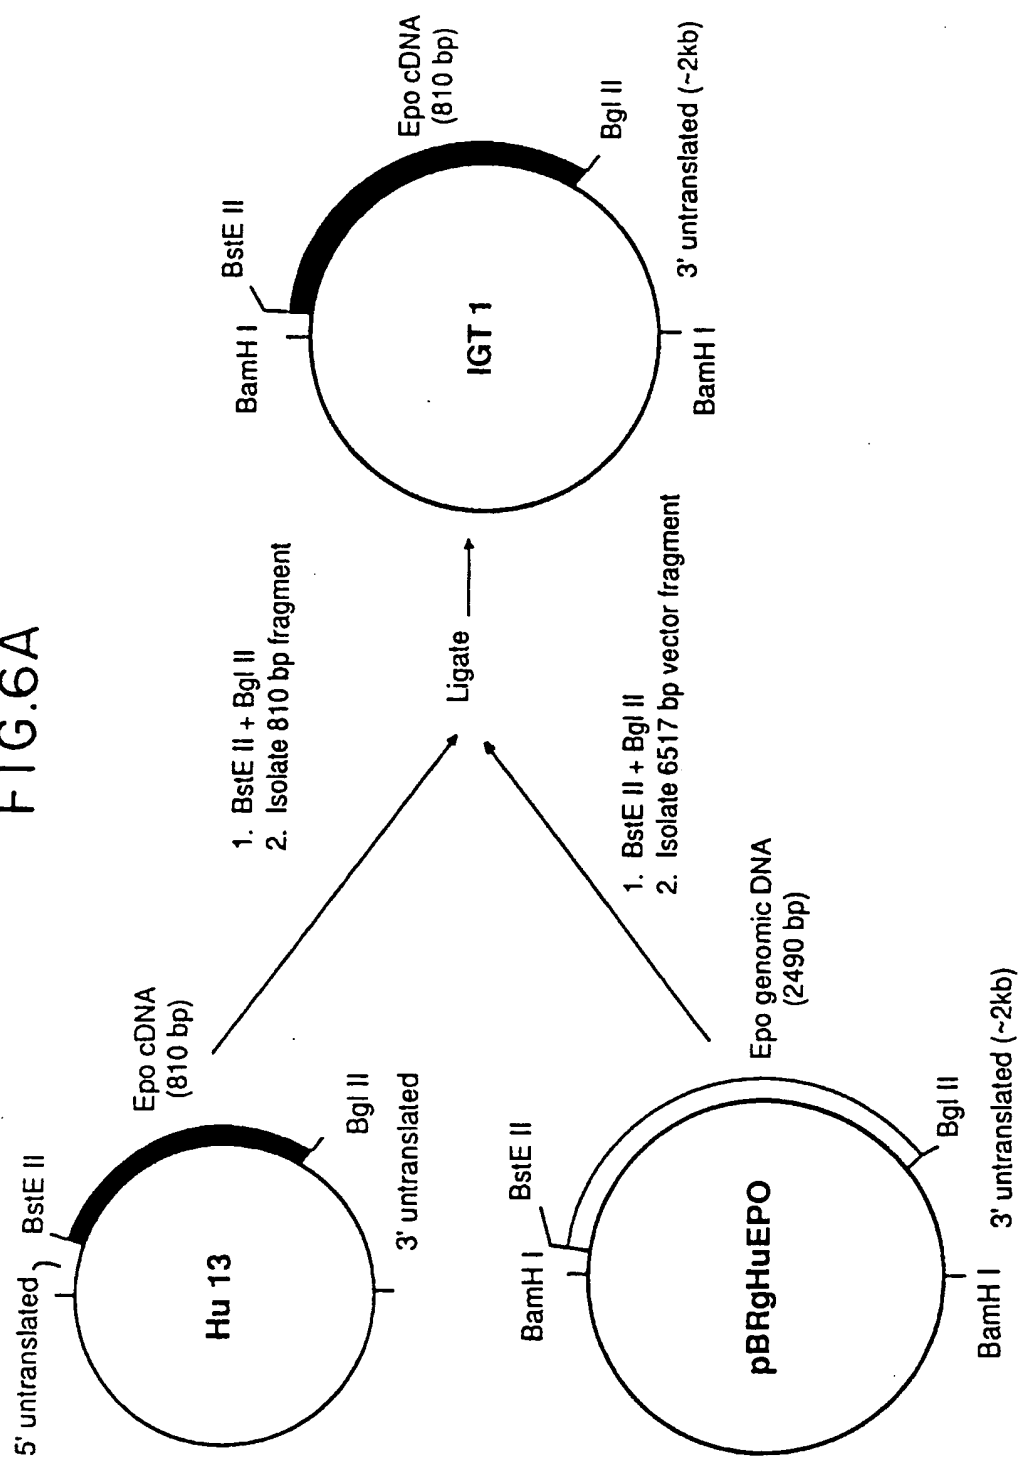 FIG.6A
5' untranslated
BstE II
Epo cDNA
(810 bp)
Hu 13
Bgl II
3' untranslated
1. BstE II + Bgl II
2. Isolate 810 bp fragment
BamH I
BstE II
pBRgHuEPO
Epo genomic DNA
(2490 bp)
Bgl II
BamH I
3' untranslated (~2kb)
1. BstE II + Bgl II
2. Isolate 6517 bp vector fragment
Ligate
BamH I
BstE II
Epo cDNA
(810 bp)
IGT 1
Bgl II
BamH I
3' untranslated (~2kb)